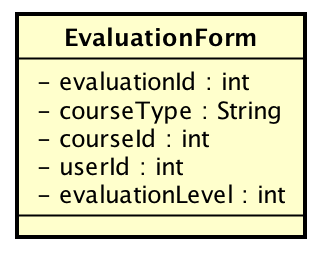 EvaluationForm
- evaluationId : int
- courseType : String
- courseId : int
- userId : int
- evaluationLevel : int